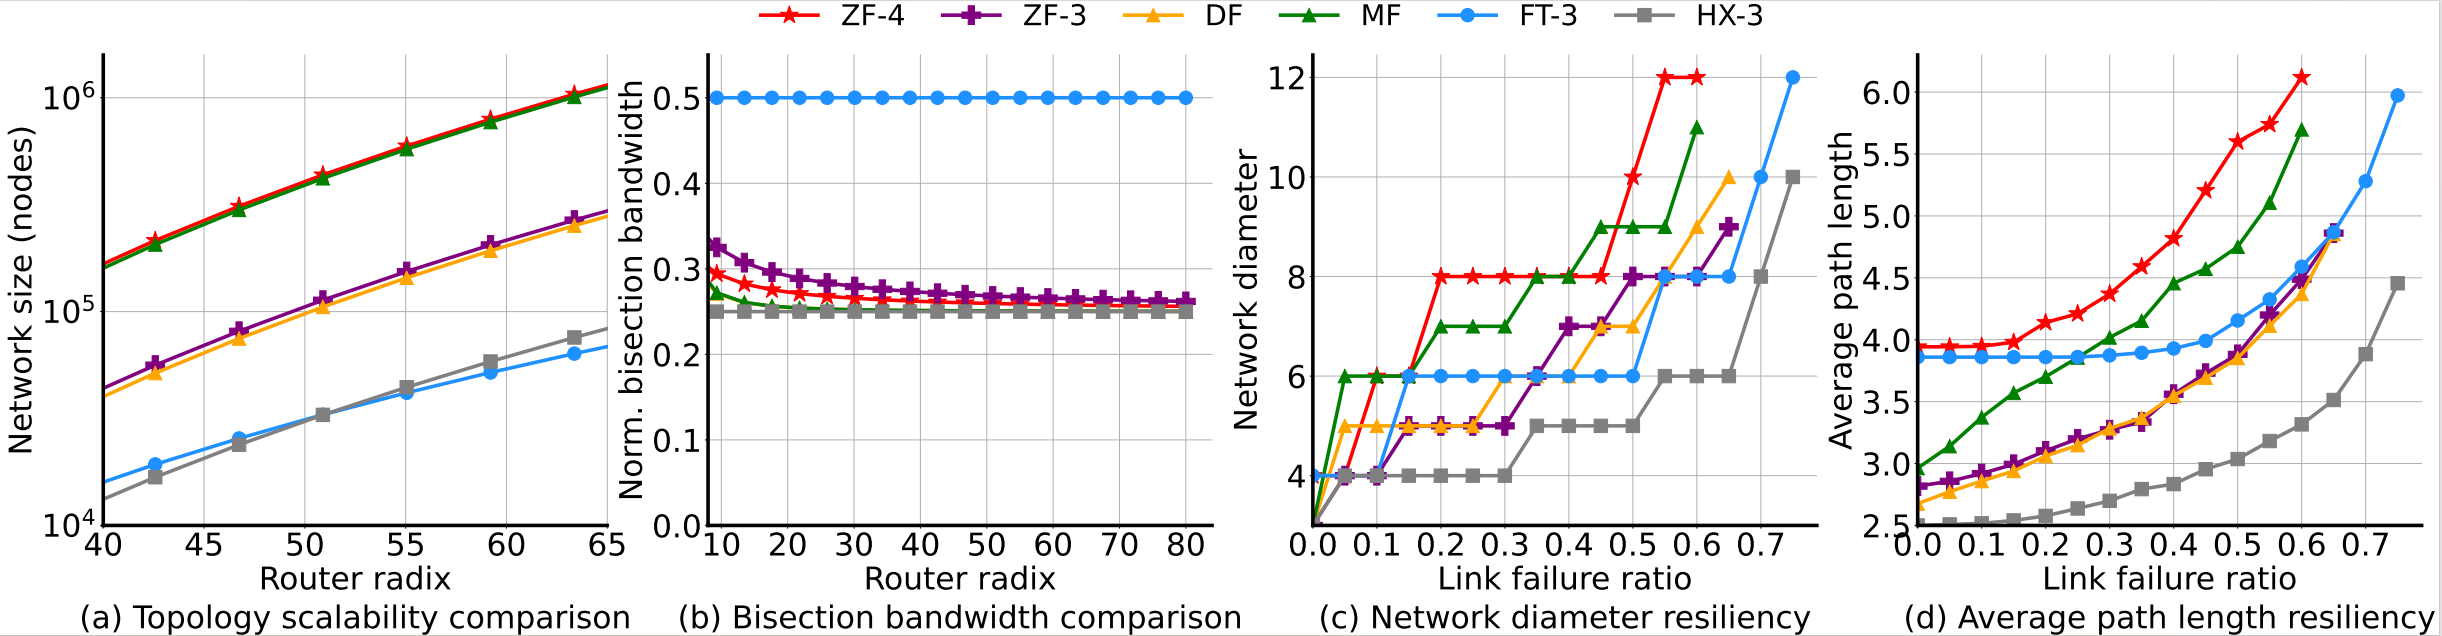 ZF-4 ZF-3 DF MF FT-3 HX-3
Network size (nodes)
10^6
10^5
10^4
40 45 50 55 60 65
Router radix
(a) Topology scalability comparison
Norm. bisection bandwidth
0.5
0.4
0.3
0.2
0.1
0.0
10 20 30 40 50 60 70 80
Router radix
(b) Bisection bandwidth comparison
Network diameter
12
10
8
6
4
0.0 0.1 0.2 0.3 0.4 0.5 0.6 0.7
Link failure ratio
(c) Network diameter resiliency
Average path length
6.0
5.5
5.0
4.5
4.0
3.5
3.0
2.5
0.0 0.1 0.2 0.3 0.4 0.5 0.6 0.7
Link failure ratio
(d) Average path length resiliency